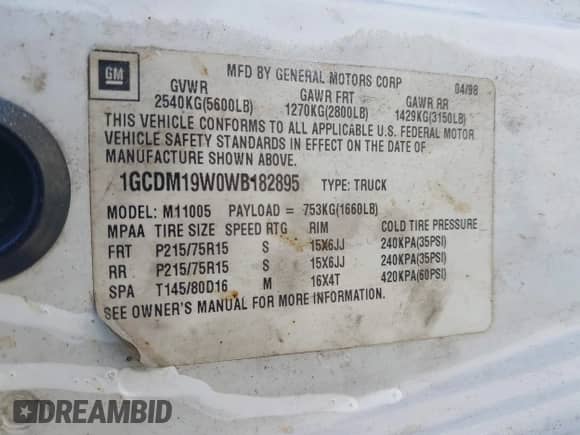 GM
MFD BY GENERAL MOTORS CORP 04/98
GVWR GAWR FRT GAWR RR
2540KG(5600LB) 1270KG(2800LB) 1429KG(3150LB)
THIS VEHICLE CONFORMS TO ALL APPLICABLE U.S. FEDERAL MOTOR
VEHICLE SAFETY STANDARDS IN EFFECT ON THE DATE OF
MANUFACTURE SHOWN ABOVE.
1GCDM19W0WB182895 TYPE: TRUCK
MODEL: M11005 PAYLOAD = 753KG(1660LB)
MPAA TIRE SIZE SPEED RTG RIM COLD TIRE PRESSURE
FRT P215/75R15 S 15X6JJ 240KPA(35PSI)
RR P215/75R15 S 15X6JJ 240KPA(35PSI)
SPA T145/80D16 M 16X4T 420KPA(60PSI)
SEE OWNER'S MANUAL FOR MORE INFORMATION.
DREAMBID